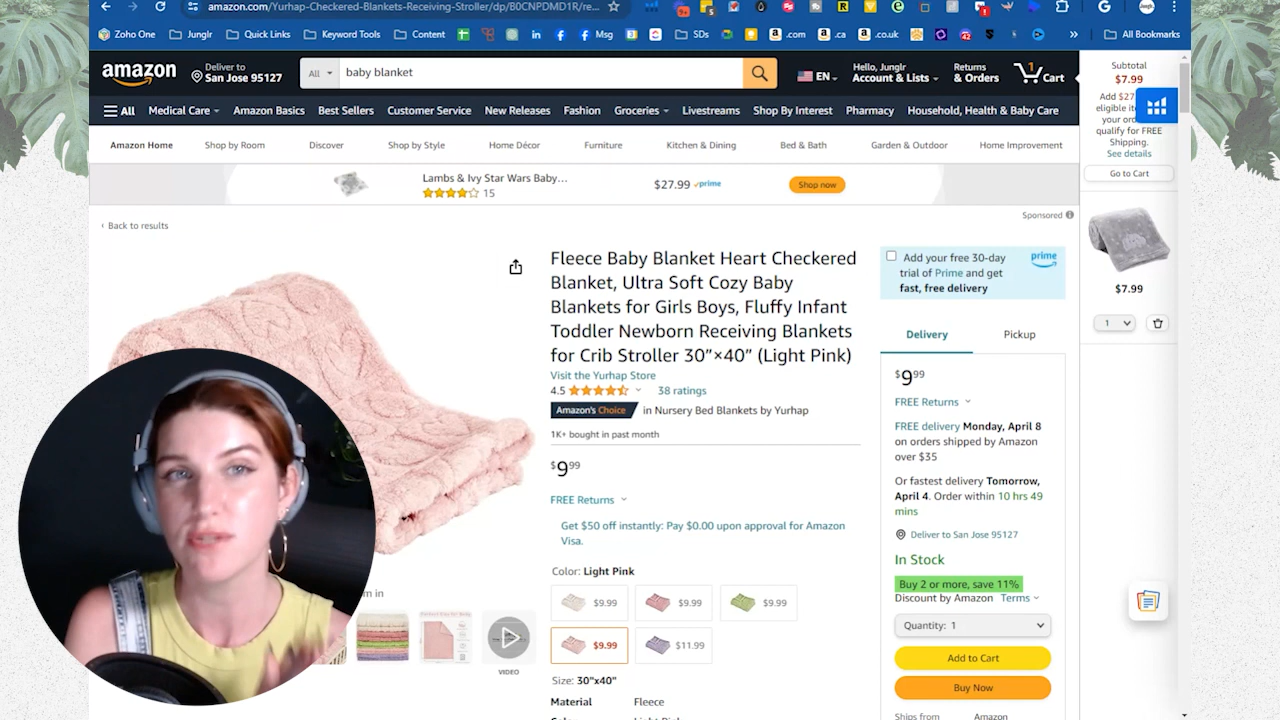 amazon.com/Yurhap-Checkered-Blankets-Receiving-Stroller/dp/B0CNPDMD1R/re...
Zoho One
Junglr
Quick Links
Keyword Tools
Content
in
Msg
SDs
.com
.ca
.co.uk
»
All Bookmarks
amazon
Deliver to
San Jose 95127
All
baby blanket
EN
Hello, Junglr
Account & Lists
Returns
& Orders
1
Cart
All
Medical Care
Amazon Basics
Best Sellers
Customer Service
New Releases
Fashion
Groceries
Livestreams
Shop By Interest
Pharmacy
Household, Health & Baby Care
Amazon Home
Shop by Room
Discover
Shop by Style
Home Décor
Furniture
Kitchen & Dining
Bed & Bath
Garden & Outdoor
Home Improvement
Lambs & Ivy Star Wars Baby...
15
$27.99 prime
Shop now
Sponsored
‹ Back to results
Fleece Baby Blanket Heart Checkered
Blanket, Ultra Soft Cozy Baby
Blankets for Girls Boys, Fluffy Infant
Toddler Newborn Receiving Blankets
for Crib Stroller 30”×40” (Light Pink)
Visit the Yurhap Store
4.5
38 ratings
Amazon's Choice in Nursery Bed Blankets by Yurhap
1K+ bought in past month
$9.99
FREE Returns
Get $50 off instantly: Pay $0.00 upon approval for Amazon
Visa.
Color: Light Pink
$9.99
$9.99
$9.99
$9.99
$11.99
Size: 30"x40"
Material Fleece
m in
VIDEO
Add your free 30-day
trial of Prime and get
fast, free delivery
prime
Delivery
Pickup
$9.99
FREE Returns
FREE delivery Monday, April 8
on orders shipped by Amazon
over $35
Or fastest delivery Tomorrow,
April 4. Order within 10 hrs 49
mins
Deliver to San Jose 95127
In Stock
Buy 2 or more, save 11%
Discount by Amazon Terms
Quantity: 1
Add to Cart
Buy Now
Ships from Amazon
Subtotal
$7.99
Add $27
eligible
your
qualify for FREE
Shipping.
See details
Go to Cart
$7.99
1